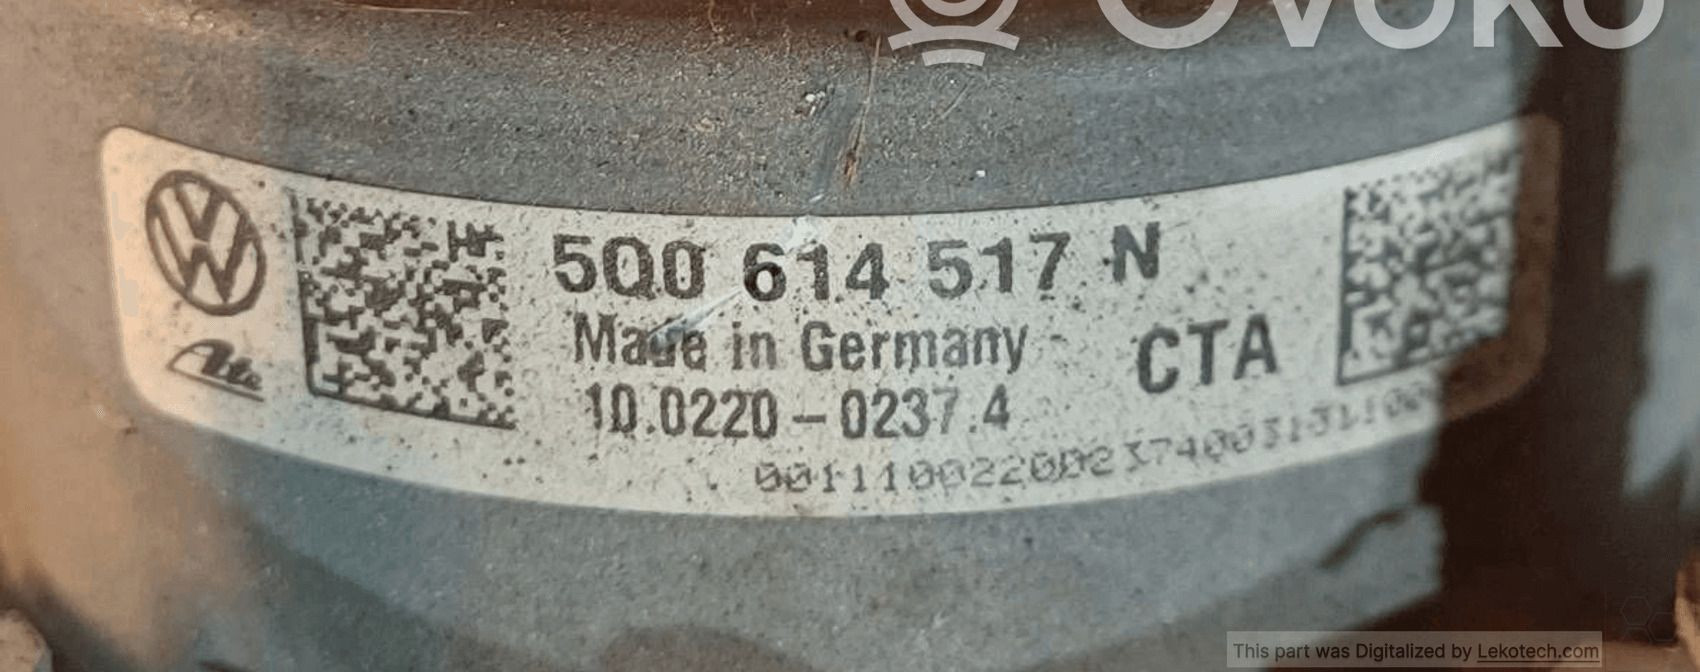 OVOKO
5Q0 614 517 N
Made in Germany
CTA
10.0220-0237.4
Ate
This part was Digitalized by Lekotech.com